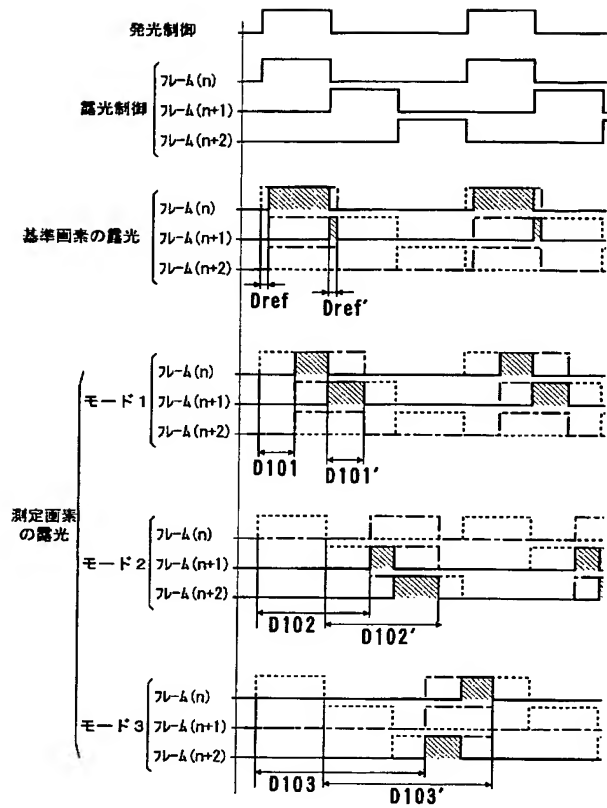 発光制御
露光制御
フレーム(n)
フレーム(n+1)
フレーム(n+2)
基準画素の露光
フレーム(n)
フレーム(n+1)
フレーム(n+2)
Dref
Dref'
測定画素
の露光
モード1
フレーム(n)
フレーム(n+1)
フレーム(n+2)
D101
D101'
モード2
フレーム(n)
フレーム(n+1)
フレーム(n+2)
D102
D102'
モード3
フレーム(n)
フレーム(n+1)
フレーム(n+2)
D103
D103'